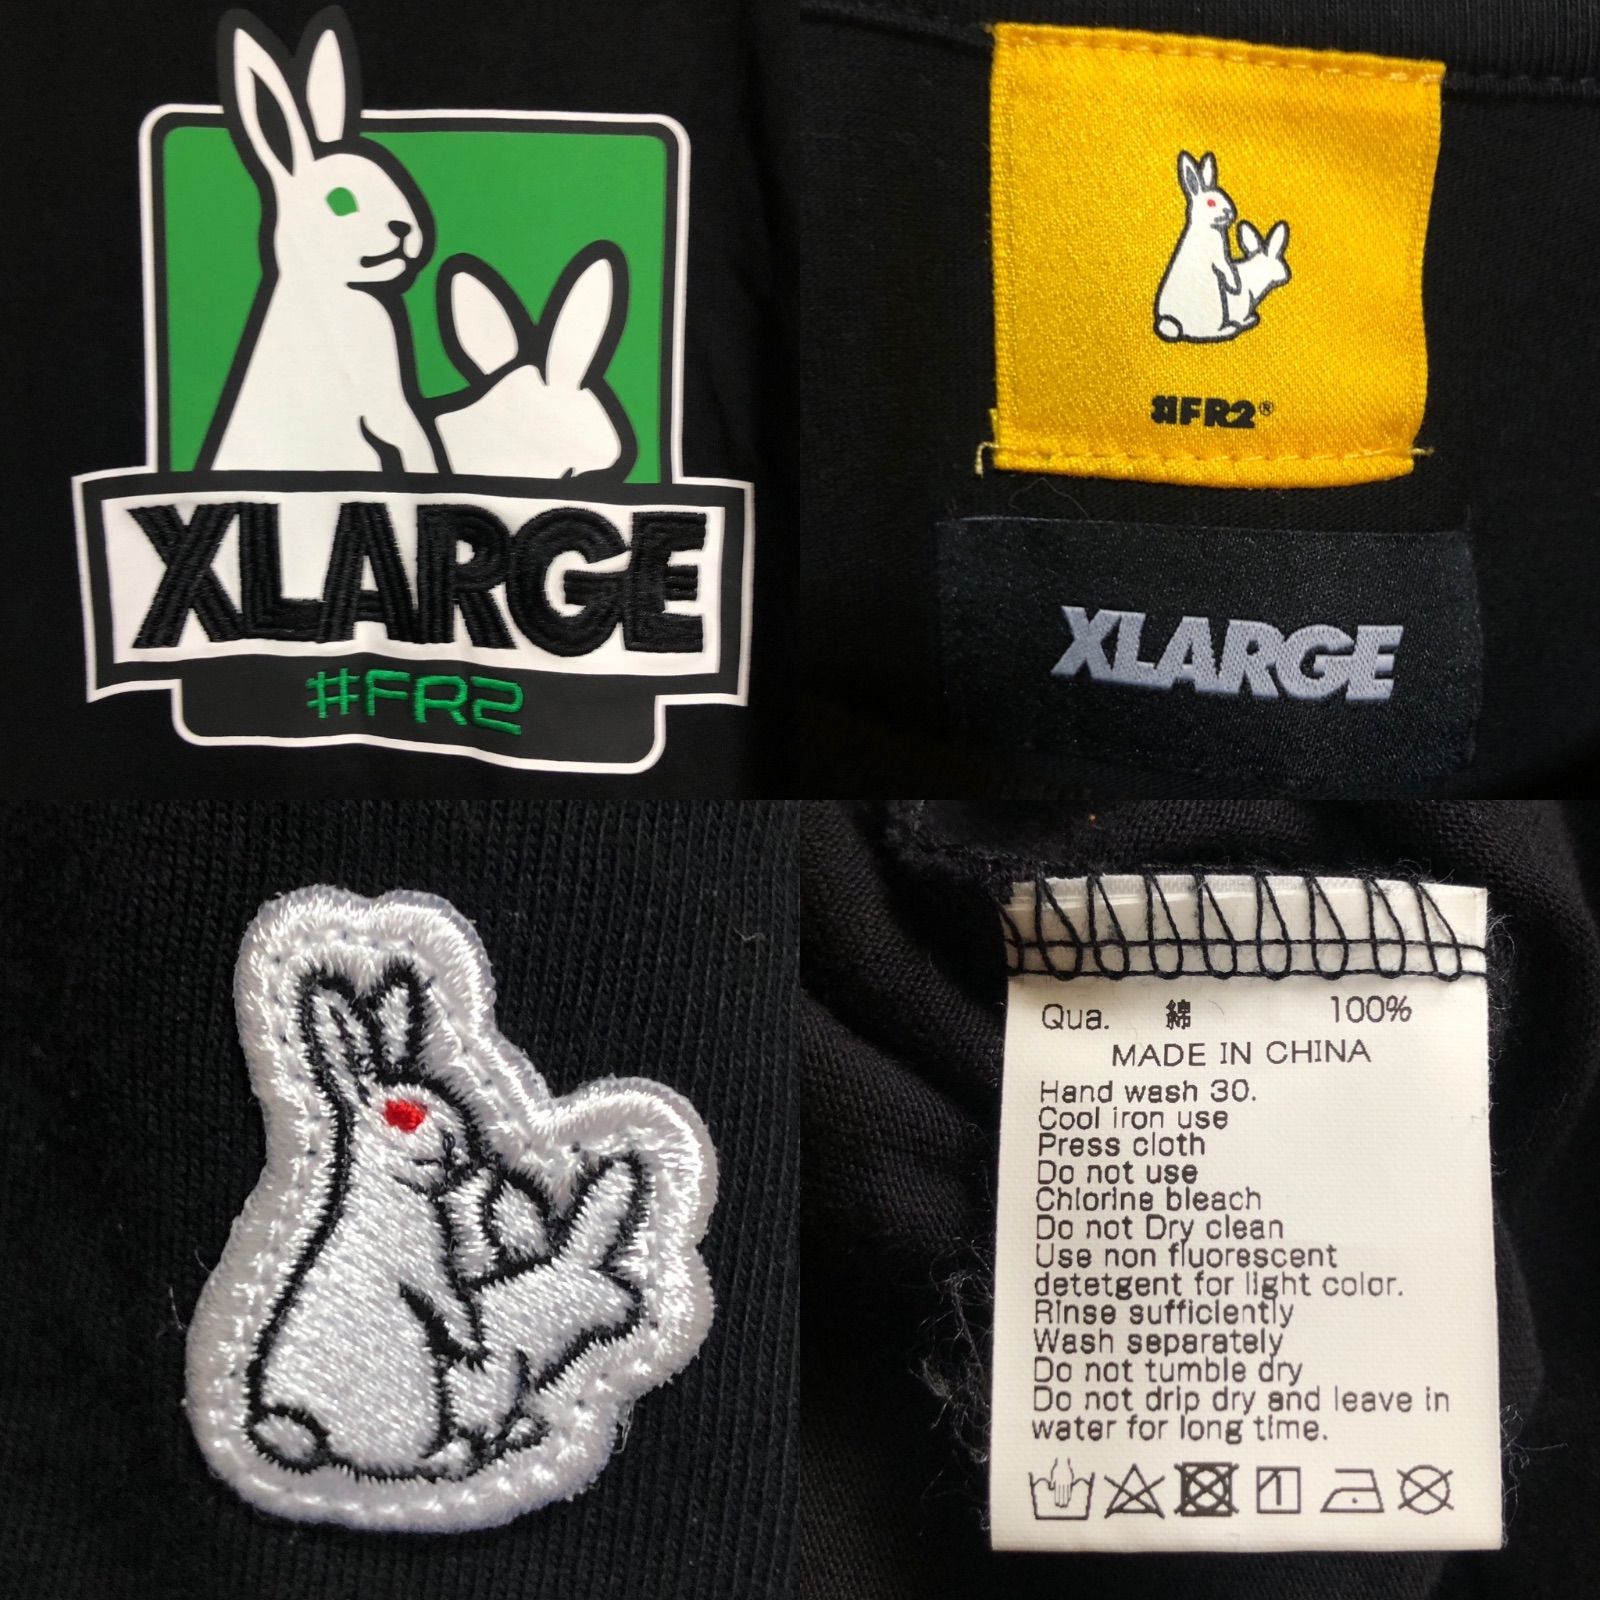 XLARGE
#FR2
#FR2®
XLARGE
Qua. 綿 100%
MADE IN CHINA
Hand wash 30.
Cool iron use
Press cloth
Do not use
Chlorine bleach
Do not Dry clean
Use non fluorescent
detetgent for light color.
Rinse sufficiently
Wash separately
Do not tumble dry
Do not drip dry and leave in
water for long time.